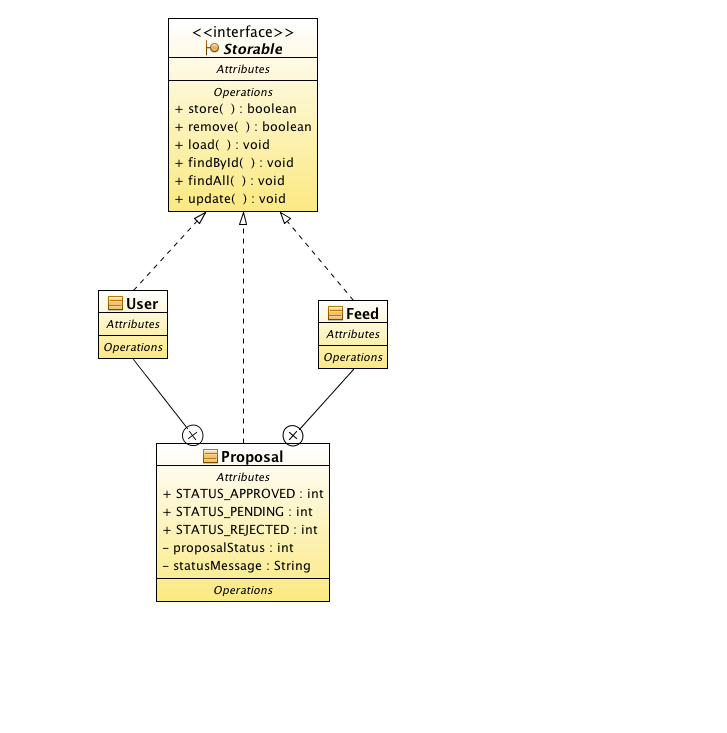 <<interface>>
Storable
Attributes
Operations
+ store( ) : boolean
+ remove( ) : boolean
+ load( ) : void
+ findById( ) : void
+ findAll( ) : void
+ update( ) : void
User
Attributes
Operations
Feed
Attributes
Operations
Proposal
Attributes
+ STATUS_APPROVED : int
+ STATUS_PENDING : int
+ STATUS_REJECTED : int
- proposalStatus : int
- statusMessage : String
Operations